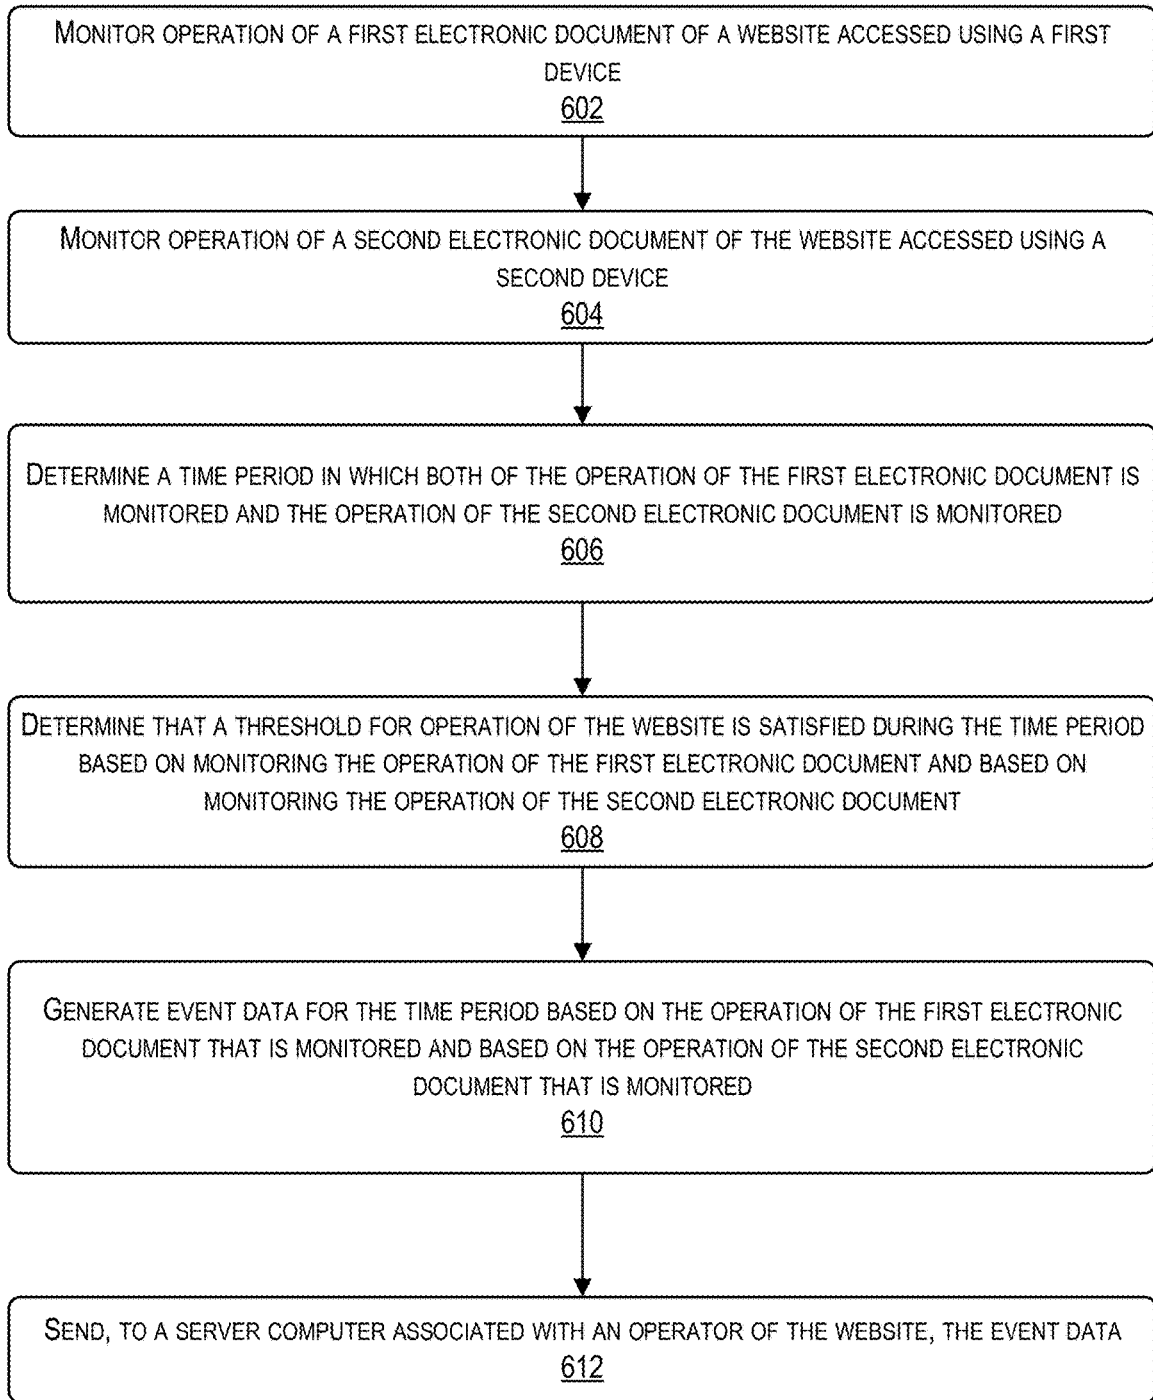 MONITOR OPERATION OF A FIRST ELECTRONIC DOCUMENT OF A WEBSITE ACCESSED USING A FIRST
DEVICE
602
MONITOR OPERATION OF A SECOND ELECTRONIC DOCUMENT OF THE WEBSITE ACCESSED USING A
SECOND DEVICE
604
DETERMINE A TIME PERIOD IN WHICH BOTH OF THE OPERATION OF THE FIRST ELECTRONIC DOCUMENT IS
MONITORED AND THE OPERATION OF THE SECOND ELECTRONIC DOCUMENT IS MONITORED
606
DETERMINE THAT A THRESHOLD FOR OPERATION OF THE WEBSITE IS SATISFIED DURING THE TIME PERIOD
BASED ON MONITORING THE OPERATION OF THE FIRST ELECTRONIC DOCUMENT AND BASED ON
MONITORING THE OPERATION OF THE SECOND ELECTRONIC DOCUMENT
608
GENERATE EVENT DATA FOR THE TIME PERIOD BASED ON THE OPERATION OF THE FIRST ELECTRONIC
DOCUMENT THAT IS MONITORED AND BASED ON THE OPERATION OF THE SECOND ELECTRONIC
DOCUMENT THAT IS MONITORED
610
SEND, TO A SERVER COMPUTER ASSOCIATED WITH AN OPERATOR OF THE WEBSITE, THE EVENT DATA
612